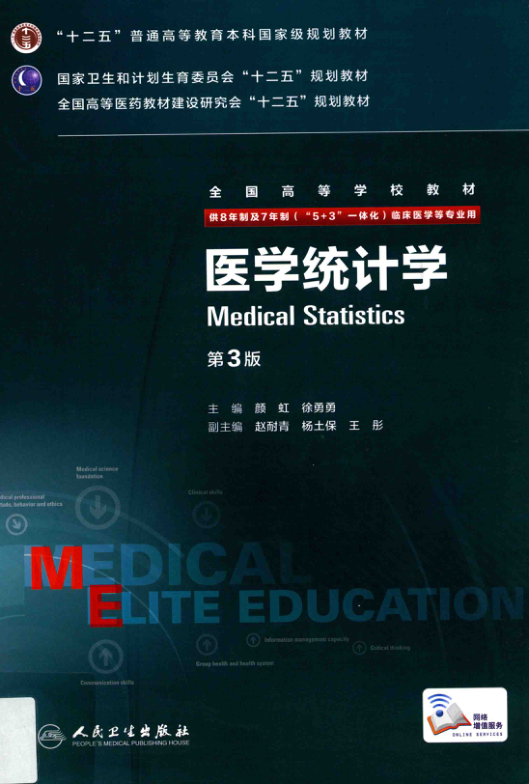 “十二五”普通高等教育本科国家级规划教材
国家卫生和计划生育委员会“十二五”规划教材
全国高等医药教材建设研究会“十二五”规划教材
全国高等学校教材
供8年制及7年制（“5+3”一体化）临床医学等专业用
医学统计学
Medical Statistics
第3版
主 编 颜 虹 徐勇勇
副主编 赵耐青 杨土保 王 彤
Medical science
foundation
Clinical skills
MEDICAL
ELITE EDUCATION
Information management capacity
Critical thinking
Group health and health system
Communication skills
人民卫生出版社
PEOPLE'S MEDICAL PUBLISHING HOUSE
网络
增值服务
ONLINE SERVICES